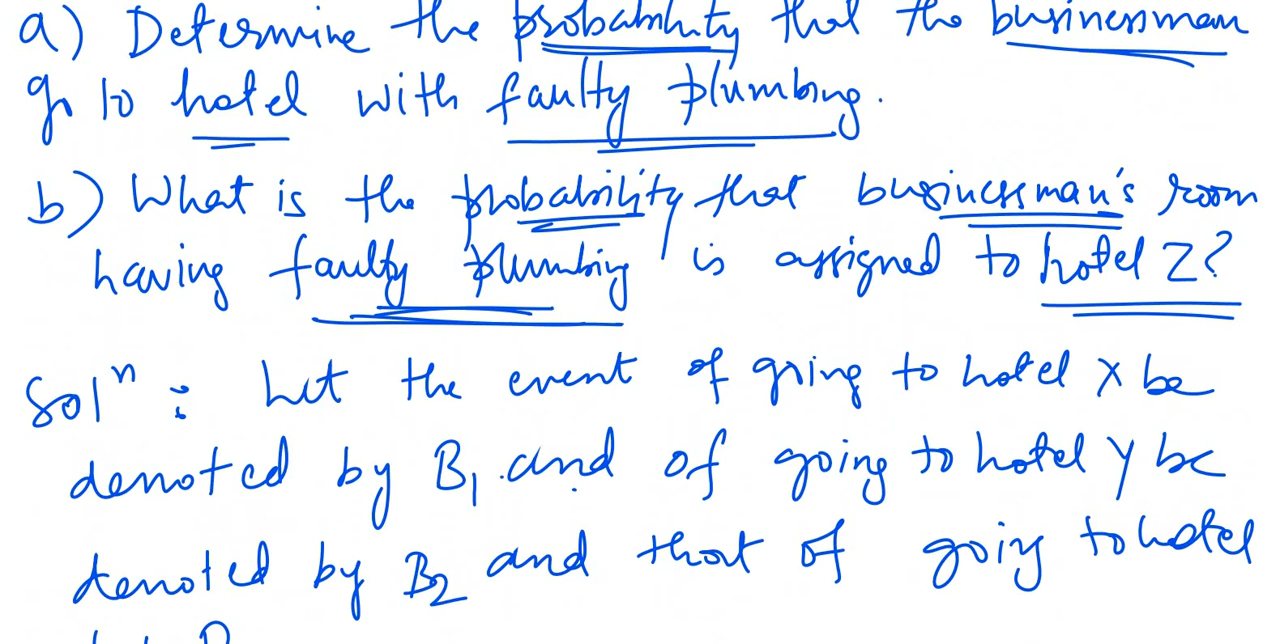 a) Determine the probability that the businessman
go to hotel with faulty plumbing.
b) What is the probability that businessman's room
having faulty plumbing is assigned to hotel Z?
Solⁿ : Let the event of going to hotel X be
denoted by B₁ and of going to hotel Y be
denoted by B₂ and that of going to hotel